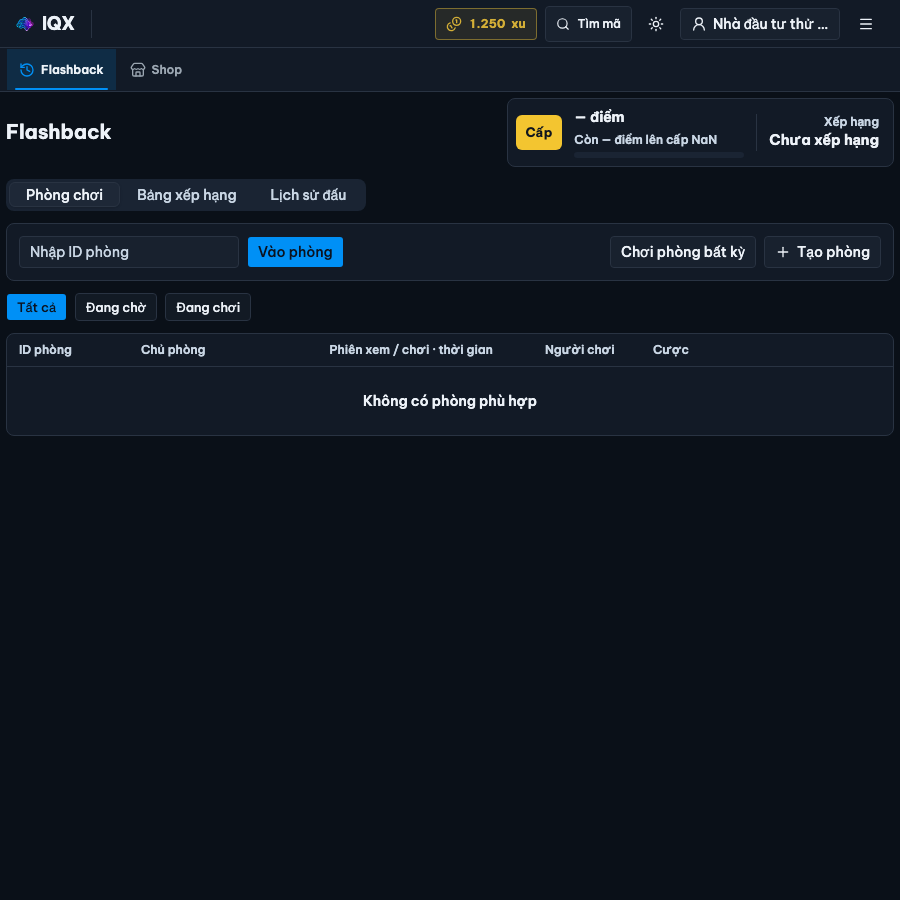 IQX
1.250 xu
Tìm mã
Nhà đầu tư thử ...
Flashback
Shop
Flashback
Cấp
— điểm
Còn — điểm lên cấp NaN
Xếp hạng
Chưa xếp hạng
Phòng chơi
Bảng xếp hạng
Lịch sử đấu
Nhập ID phòng
Vào phòng
Chơi phòng bất kỳ
Tạo phòng
Tất cả
Đang chờ
Đang chơi
ID phòng
Chủ phòng
Phiên xem / chơi · thời gian
Người chơi
Cược
Không có phòng phù hợp